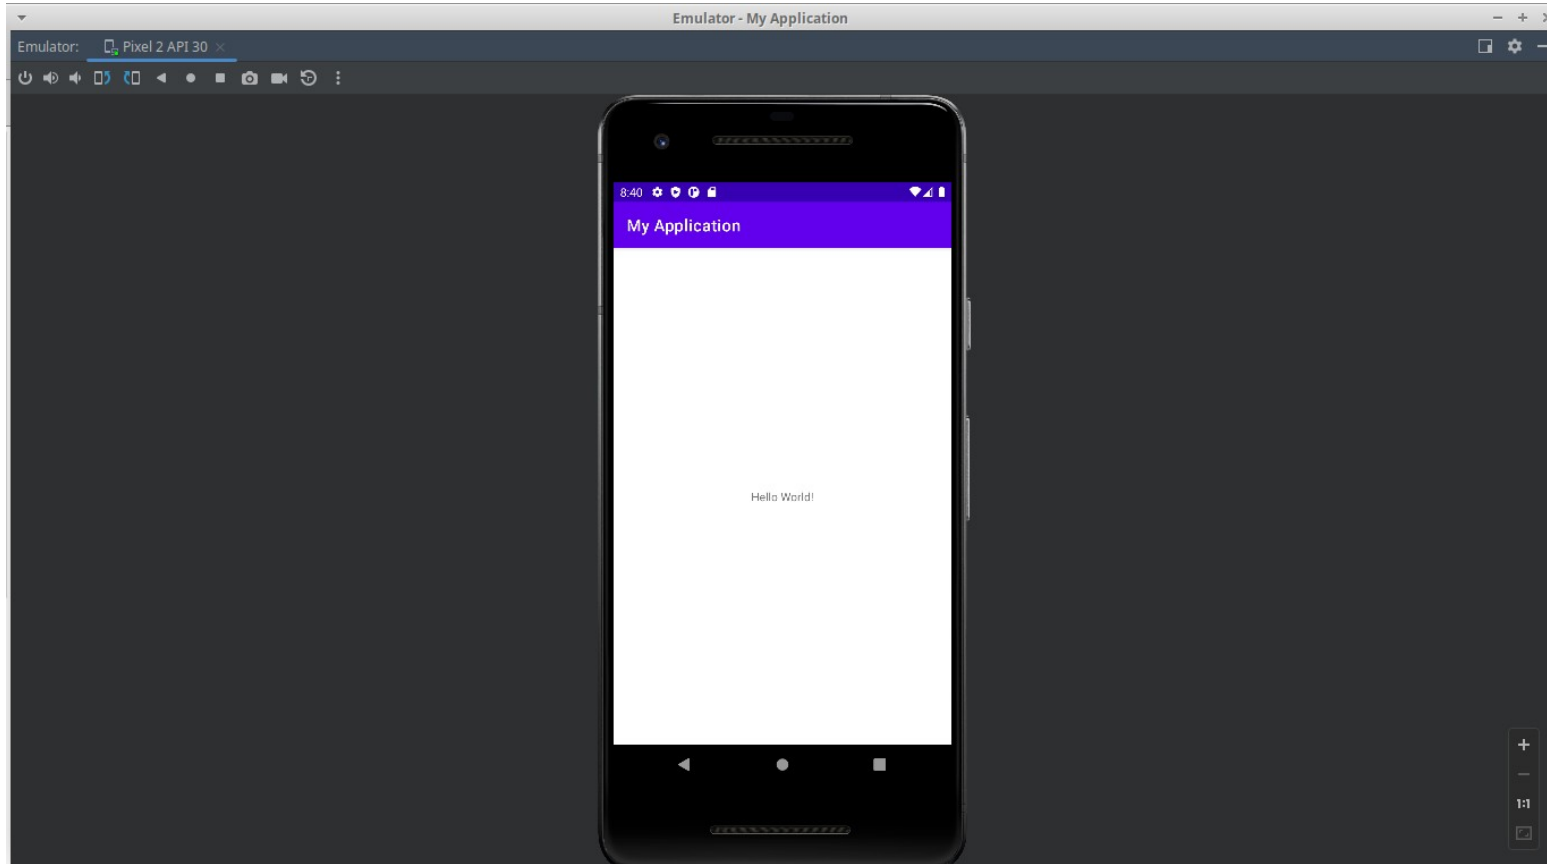 Emulator - My Application
Emulator: Pixel 2 API 30
8:40
My Application
Hello World!
1:1